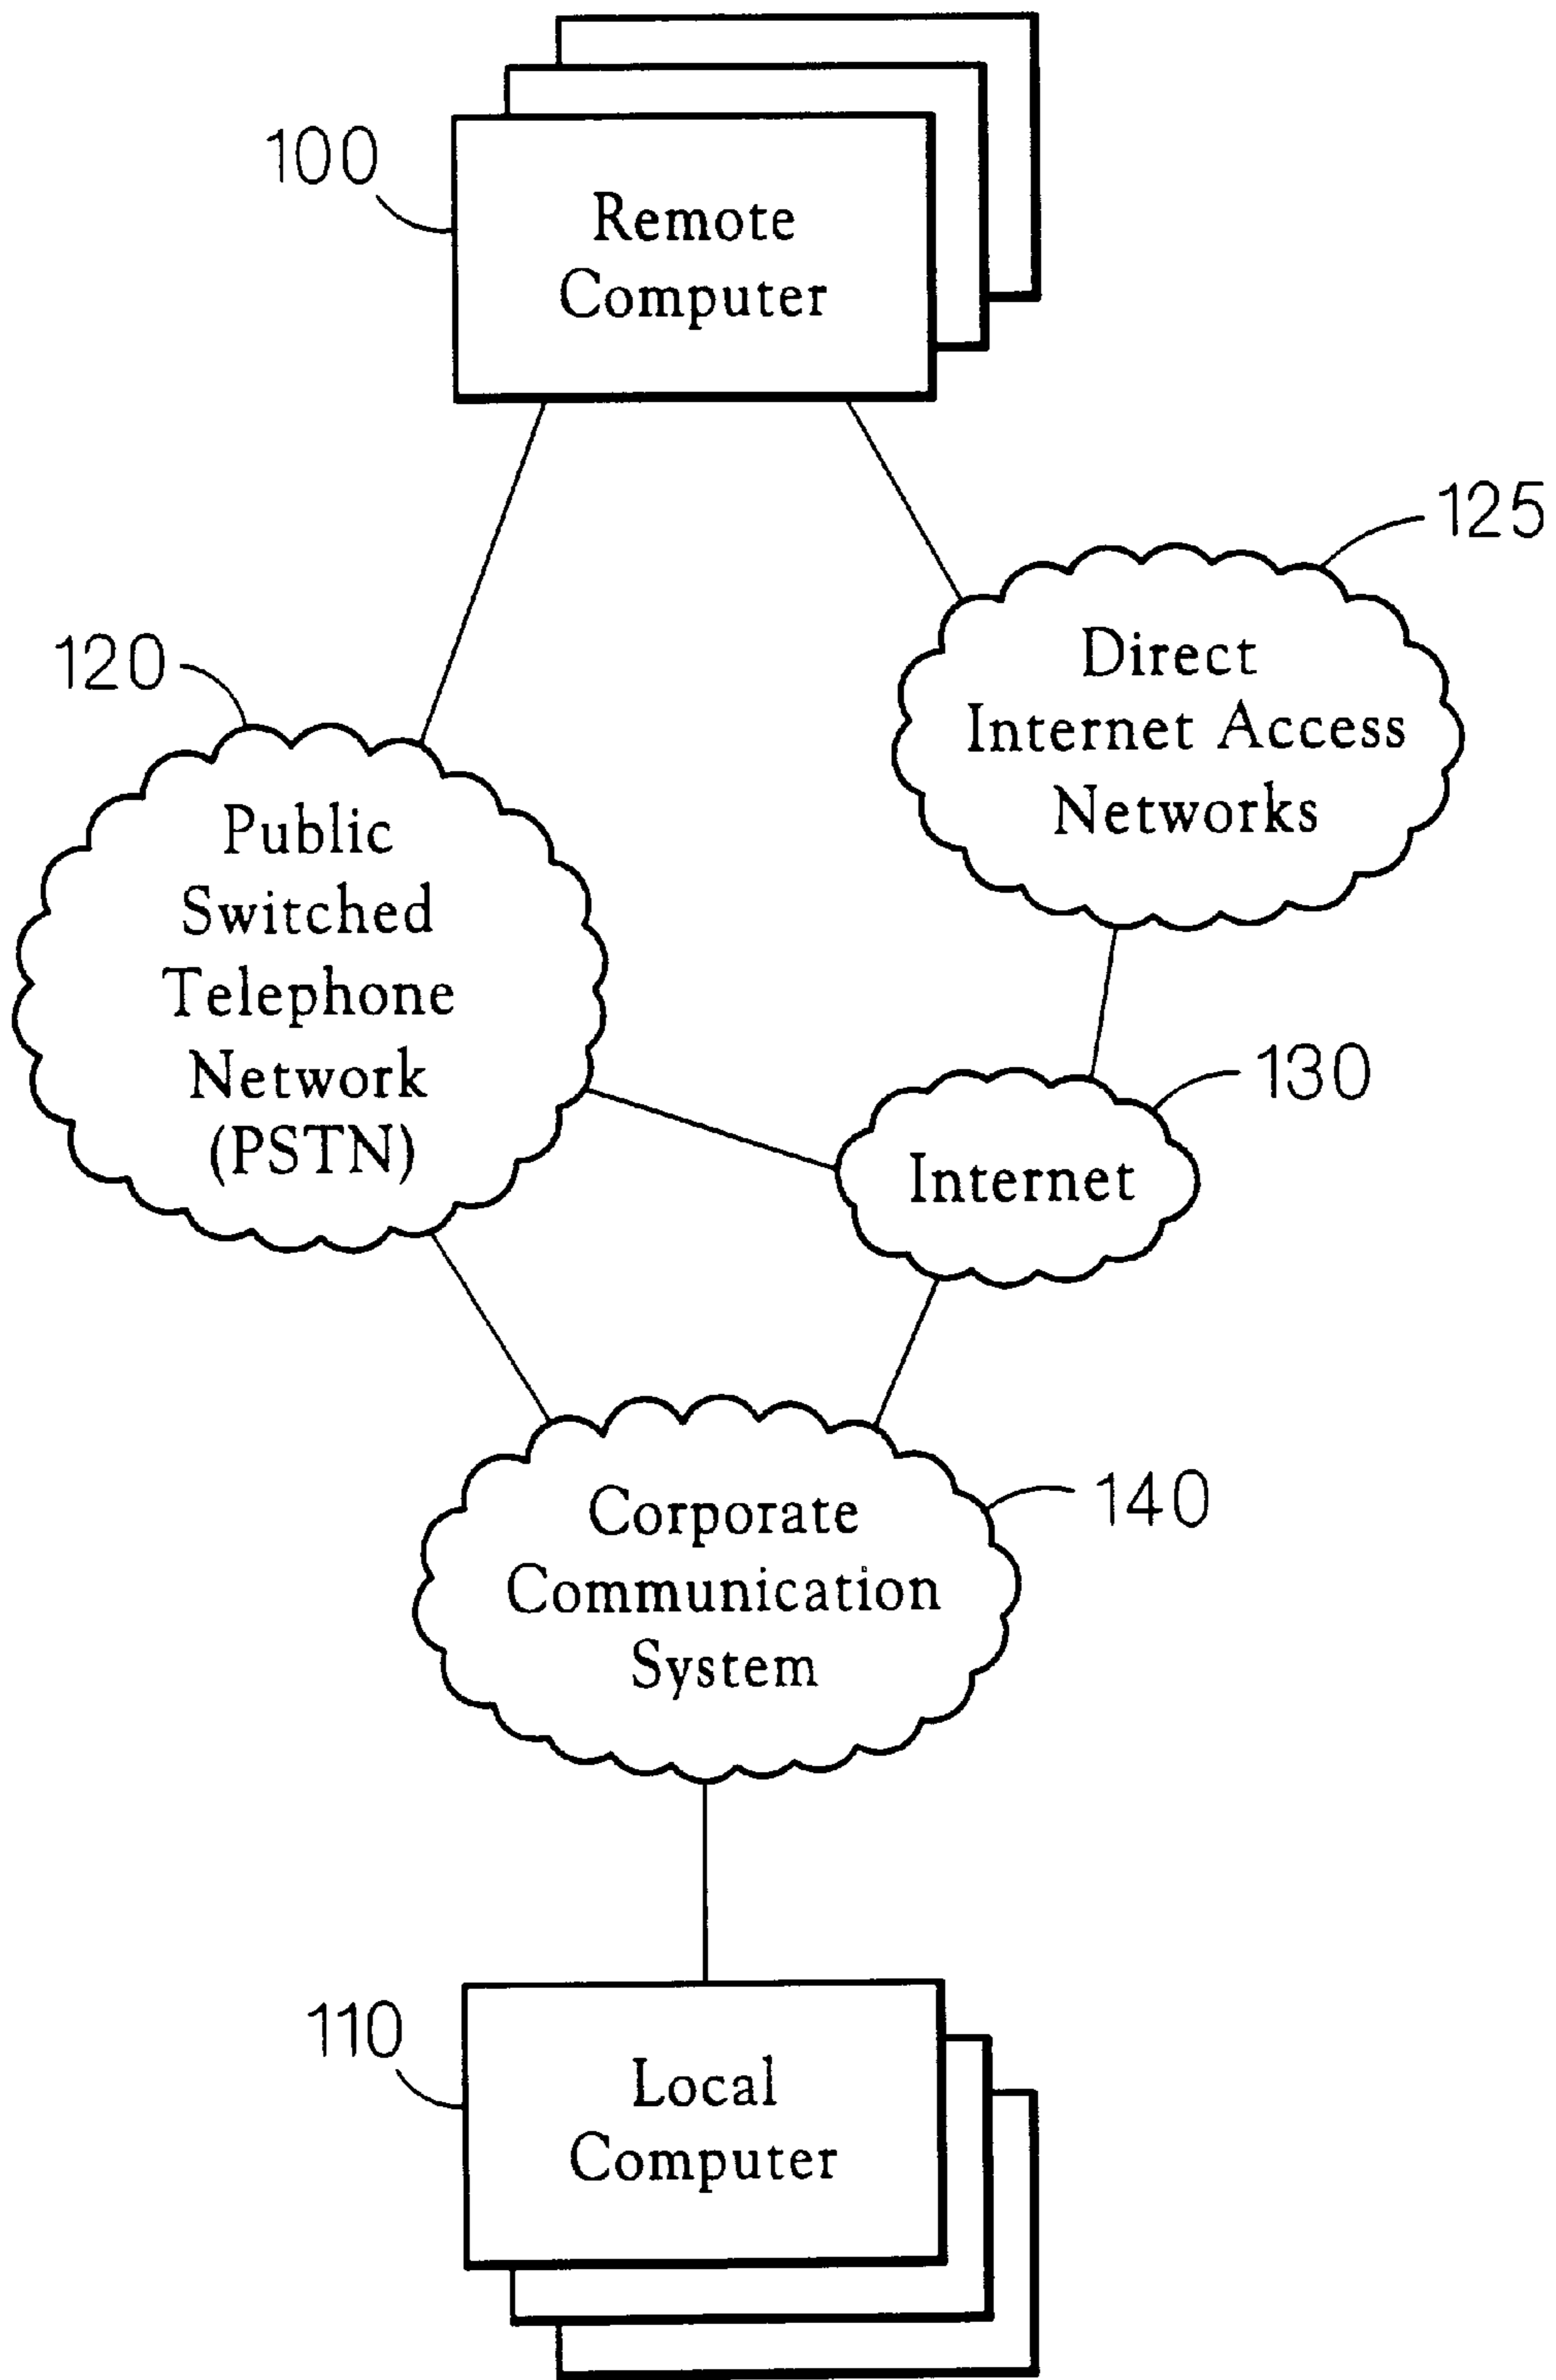 100
Remote
Computer
125
Direct
Internet Access
Networks
120
Public
Switched
Telephone
Network
(PSTN)
130
Internet
Corporate
Communication
System
140
110
Local
Computer